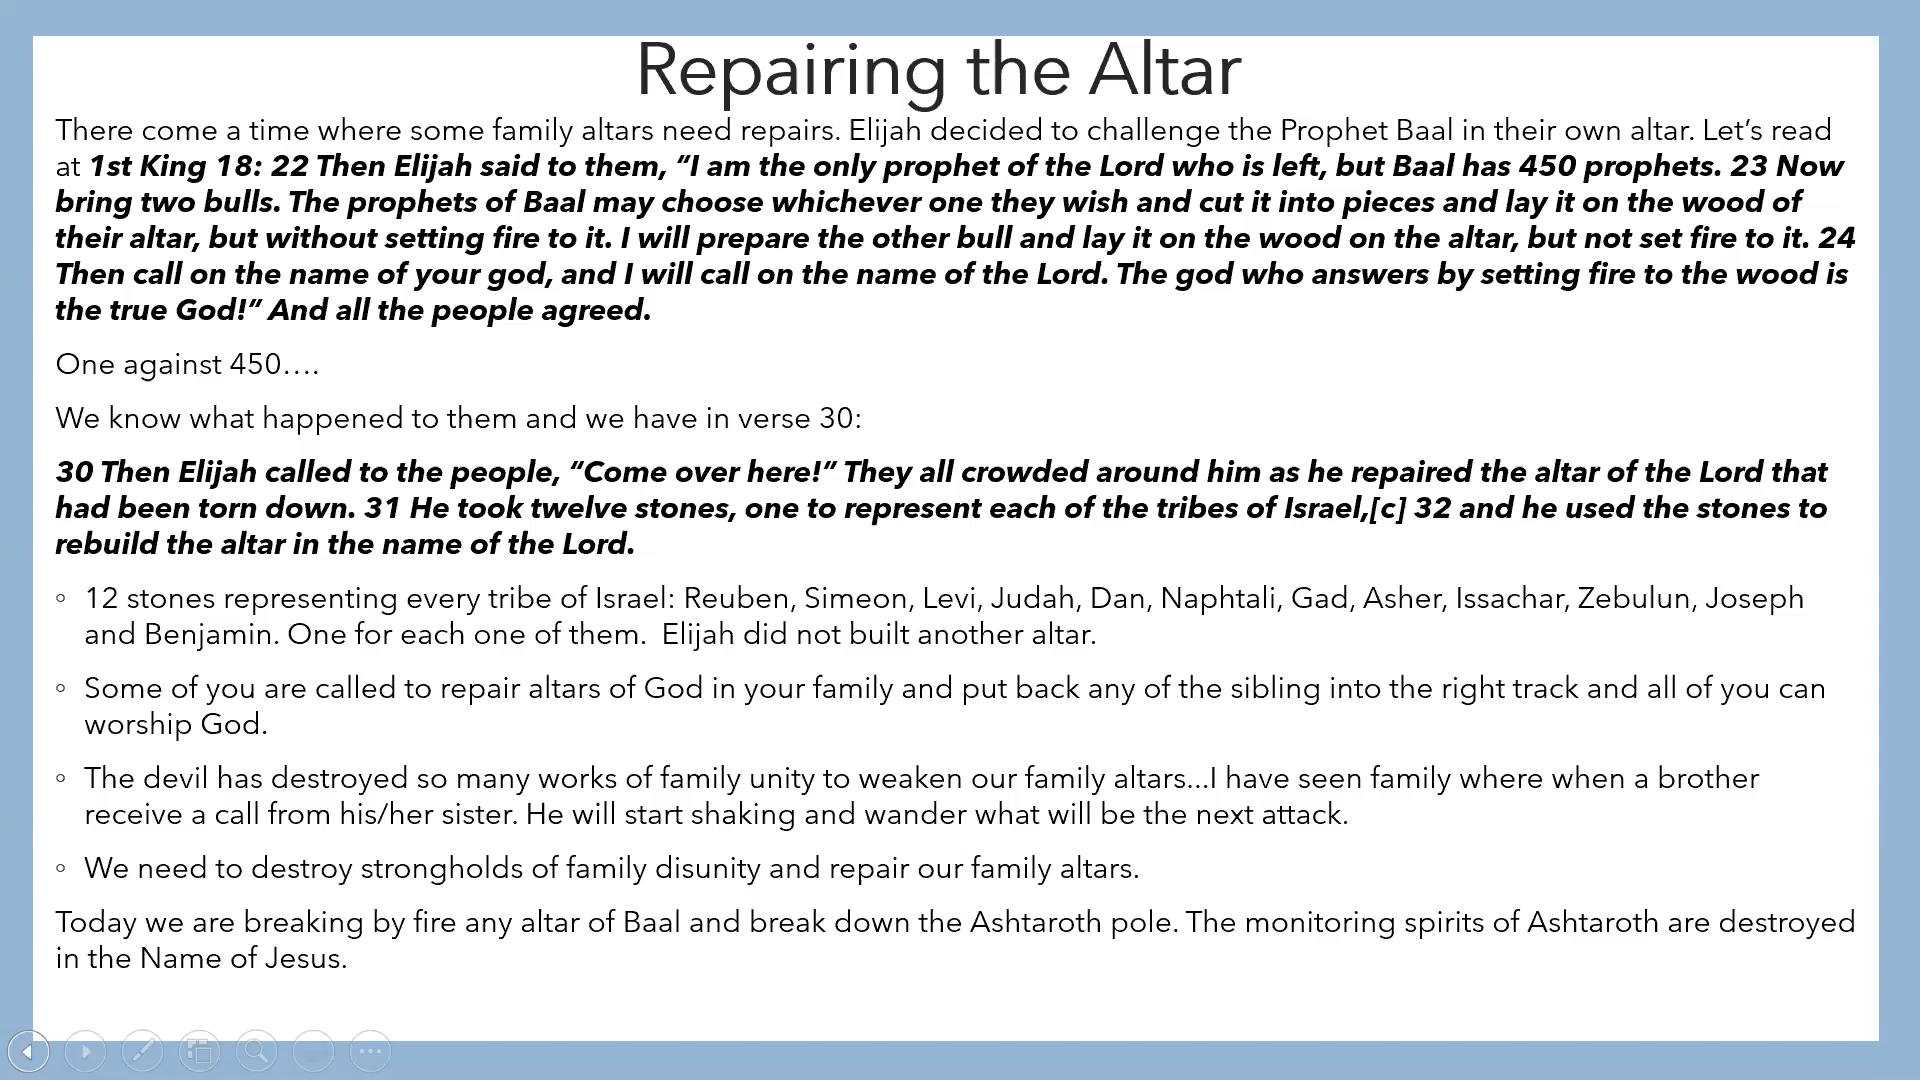 Repairing the Altar
There come a time where some family altars need repairs. Elijah decided to challenge the Prophet Baal in their own altar. Let’s read
at 1st King 18: 22 Then Elijah said to them, “I am the only prophet of the Lord who is left, but Baal has 450 prophets. 23 Now
bring two bulls. The prophets of Baal may choose whichever one they wish and cut it into pieces and lay it on the wood of
their altar, but without setting fire to it. I will prepare the other bull and lay it on the wood on the altar, but not set fire to it. 24
Then call on the name of your god, and I will call on the name of the Lord. The god who answers by setting fire to the wood is
the true God!” And all the people agreed.
One against 450….
We know what happened to them and we have in verse 30:
30 Then Elijah called to the people, “Come over here!” They all crowded around him as he repaired the altar of the Lord that
had been torn down. 31 He took twelve stones, one to represent each of the tribes of Israel,[c] 32 and he used the stones to
rebuild the altar in the name of the Lord.
◦ 12 stones representing every tribe of Israel: Reuben, Simeon, Levi, Judah, Dan, Naphtali, Gad, Asher, Issachar, Zebulun, Joseph
and Benjamin. One for each one of them.  Elijah did not built another altar.
◦ Some of you are called to repair altars of God in your family and put back any of the sibling into the right track and all of you can
worship God.
◦ The devil has destroyed so many works of family unity to weaken our family altars...I have seen family where when a brother
receive a call from his/her sister. He will start shaking and wander what will be the next attack.
◦ We need to destroy strongholds of family disunity and repair our family altars.
Today we are breaking by fire any altar of Baal and break down the Ashtaroth pole. The monitoring spirits of Ashtaroth are destroyed
in the Name of Jesus.